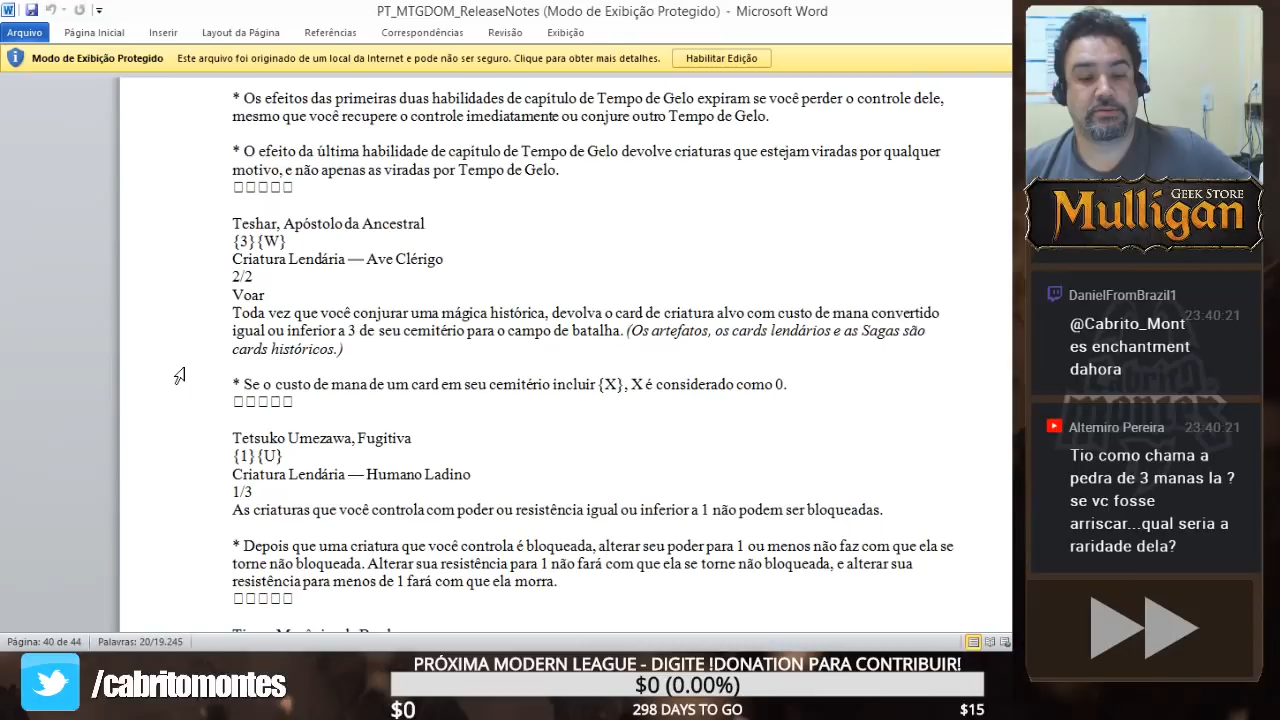 PT_MTGDOM_ReleaseNotes (Modo de Exibição Protegido) - Microsoft Word
Arquivo Página Inicial Inserir Layout da Página Referências Correspondências Revisão Exibição
Modo de Exibição Protegido Este arquivo foi originado de um local da Internet e pode não ser seguro. Clique para obter mais detalhes. Habilitar Edição
* Os efeitos das primeiras duas habilidades de capítulo de Tempo de Gelo expiram se você perder o controle dele,
mesmo que você recupere o controle imediatamente ou conjure outro Tempo de Gelo.
* O efeito da última habilidade de capítulo de Tempo de Gelo devolve criaturas que estejam viradas por qualquer
motivo, e não apenas as viradas por Tempo de Gelo.
□□□□□
Teshar, Apóstolo da Ancestral
{3}{W}
Criatura Lendária — Ave Clérigo
2/2
Voar
Toda vez que você conjurar uma mágica histórica, devolva o card de criatura alvo com custo de mana convertido
igual ou inferior a 3 de seu cemitério para o campo de batalha. (Os artefatos, os cards lendários e as Sagas são
cards históricos.)
* Se o custo de mana de um card em seu cemitério incluir {X}, X é considerado como 0.
□□□□□
Tetsuko Umezawa, Fugitiva
{1}{U}
Criatura Lendária — Humano Ladino
1/3
As criaturas que você controla com poder ou resistência igual ou inferior a 1 não podem ser bloqueadas.
* Depois que uma criatura que você controla é bloqueada, alterar seu poder para 1 ou menos não faz com que ela se
torne não bloqueada. Alterar sua resistência para 1 não fará com que ela se torne não bloqueada, e alterar sua
resistência para menos de 1 fará com que ela morra.
□□□□□
Página: 40 de 44 Palavras: 20/19.245
GEEK STORE
Mulligan
DanielFromBrazil1 23:40:21
@Cabrito_Mont
es enchantment
dahora
Altemiro Pereira 23:40:21
Tio como chama a
pedra de 3 manas la ?
se vc fosse
arriscar...qual seria a
raridade dela?
/cabritomontes
PRÓXIMA MODERN LEAGUE - DIGITE !DONATION PARA CONTRIBUIR!
$0 (0.00%)
$0 298 DAYS TO GO $15